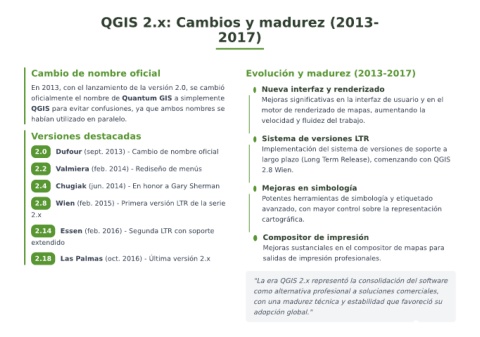 QGIS 2.x: Cambios y madurez (2013-
2017)
Cambio de nombre oficial
En 2013, con el lanzamiento de la versión 2.0, se cambió
oficialmente el nombre de Quantum GIS a simplemente
QGIS para evitar confusiones, ya que ambos nombres se
habían utilizado en paralelo.
Versiones destacadas
2.0 Dufour (sept. 2013) - Cambio de nombre oficial
2.2 Valmiera (feb. 2014) - Rediseño de menús
2.4 Chugiak (jun. 2014) - En honor a Gary Sherman
2.8 Wien (feb. 2015) - Primera versión LTR de la serie
2.x
2.14 Essen (feb. 2016) - Segunda LTR con soporte
extendido
2.18 Las Palmas (oct. 2016) - Última versión 2.x
Evolución y madurez (2013-2017)
Nueva interfaz y renderizado
Mejoras significativas en la interfaz de usuario y en el
motor de renderizado de mapas, aumentando la
velocidad y fluidez del trabajo.
Sistema de versiones LTR
Implementación del sistema de versiones de soporte a
largo plazo (Long Term Release), comenzando con QGIS
2.8 Wien.
Mejoras en simbología
Potentes herramientas de simbología y etiquetado
avanzado, con mayor control sobre la representación
cartográfica.
Compositor de impresión
Mejoras sustanciales en el compositor de mapas para
salidas de impresión profesionales.
"La era QGIS 2.x representó la consolidación del software
como alternativa profesional a soluciones comerciales,
con una madurez técnica y estabilidad que favoreció su
adopción global."